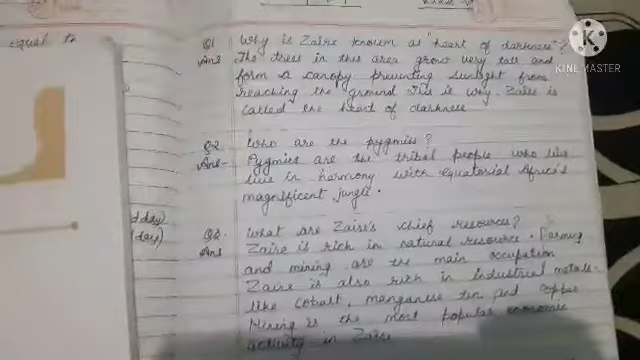 equal to
Q1 Why is Zaire known as "heart of darkness"?
Ans The trees in this area grow very tall and
form a canopy preventing sunlight from
reaching the ground this is why Zaire is
called the heart of darkness
Q2 Who are the pygmies?
Ans- Pygmies are the tribal people who live
live in harmony with equatorial Africa's
magnificent jungle.
day)
(day)
Q2. What are Zaire's chief resources?
Ans Zaire is rich in natural resource. Farming
and mining are the main occupation
Zaire is also rich in industrial metals-
like cobalt, manganese tin and copper
Mining is the most popular economic
activity in Zaire
KINEMASTER